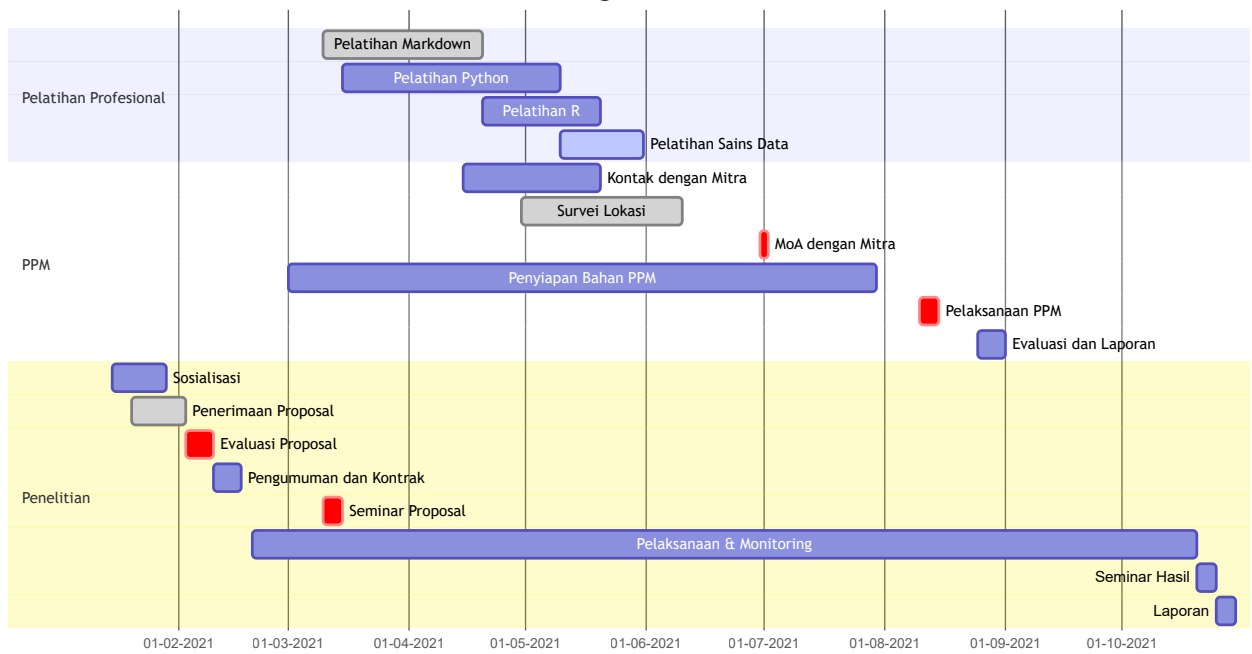 Pelatihan Markdown
Pelatihan Python
Pelatihan Profesional
Pelatihan R
Pelatihan Sains Data
Kontak dengan Mitra
Survei Lokasi
MoA dengan Mitra
PPM
Penyiapan Bahan PPM
Pelaksanaan PPM
Evaluasi dan Laporan
Sosialisasi
Penerimaan Proposal
Evaluasi Proposal
Pengumuman dan Kontrak
Penelitian
Seminar Proposal
Pelaksanaan & Monitoring
Seminar Hasil
Laporan
01-02-2021 01-03-2021 01-04-2021 01-05-2021 01-06-2021 01-07-2021 01-08-2021 01-09-2021 01-10-2021